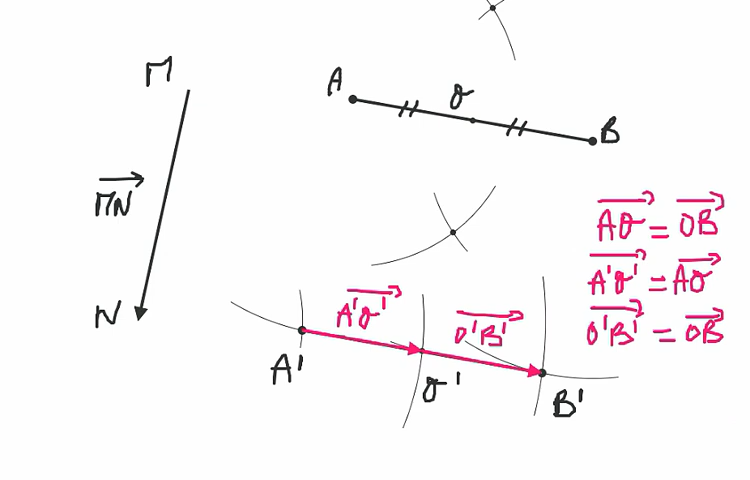 M
A
O
B
MN
AO = OB
A'O' = AO
A'O'
O'B'
O'B' = OB
N
A'
O'
B'